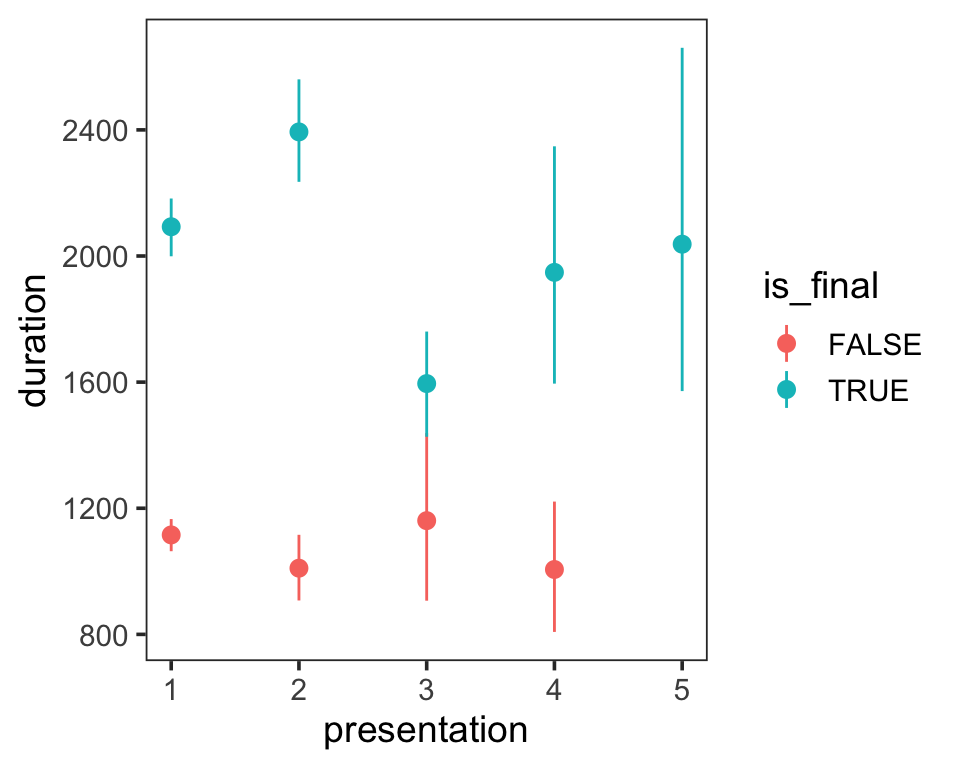 2400
2000
1600
1200
800
duration
1 2 3 4 5
presentation
is_final
FALSE
TRUE